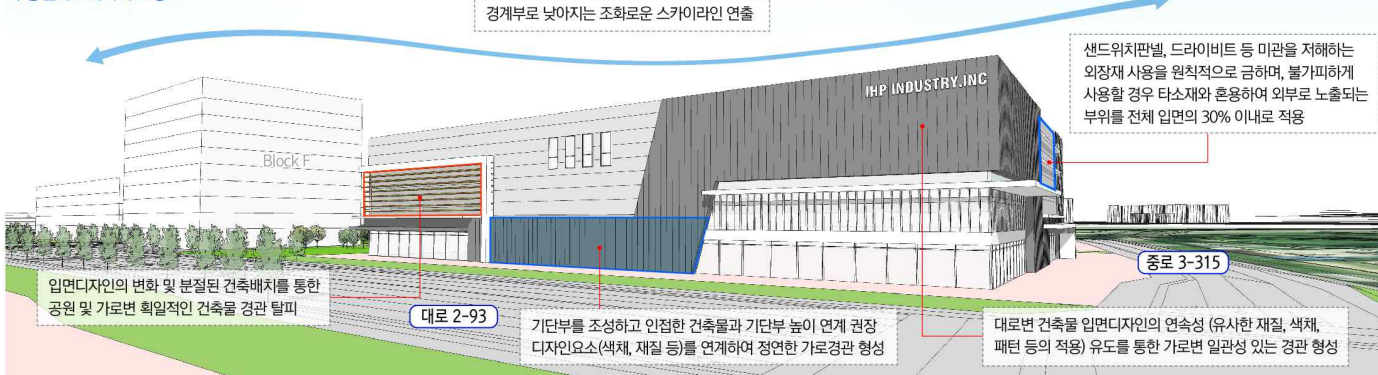 경계부로 낮아지는 조화로운 스카이라인 연출
샌드위치판넬, 드라이비트 등 미관을 저해하는
외장재 사용을 원칙적으로 금하며, 불가피하게
사용할 경우 타소재와 혼용하여 외부로 노출되는
부위를 전체 입면의 30% 이내로 적용
IHP INDUSTRY.INC
Block F
중로 3-315
입면디자인의 변화 및 분절된 건축배치를 통한
공원 및 가로변 획일적인 건축물 경관 탈피
대로 2-93
기단부를 조성하고 인접한 건축물과 기단부 높이 연계 권장
디자인요소(색채, 재질 등)를 연계하여 정연한 가로경관 형성
대로변 건축물 입면디자인의 연속성 (유사한 재질, 색채,
패턴 등의 적용) 유도를 통한 가로변 일관성 있는 경관 형성